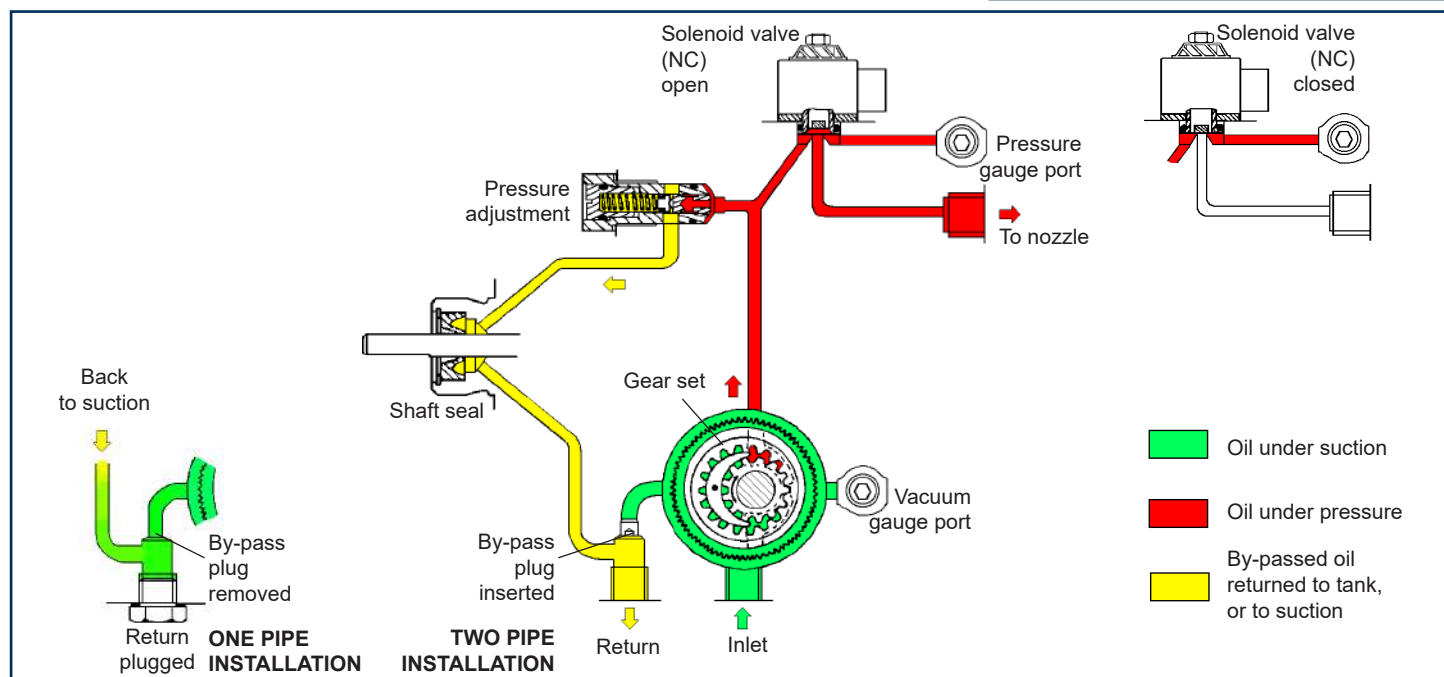 Solenoid valve
(NC)
open
Solenoid valve
(NC)
closed
Pressure
gauge port
Pressure
adjustment
To nozzle
Back
to suction
Gear set
Shaft seal
Oil under suction
Vacuum
gauge port
Oil under pressure
By-pass
plug
removed
By-pass
plug
inserted
By-passed oil
returned to tank,
or to suction
Return
plugged
ONE PIPE
INSTALLATION
TWO PIPE
INSTALLATION
Return
Inlet